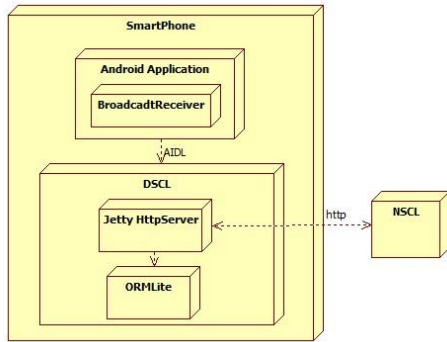 SmartPhone
Android Application
BroadcadtReceiver
AIDL
DSCL
Jetty HttpServer
http
NSCL
ORMLite